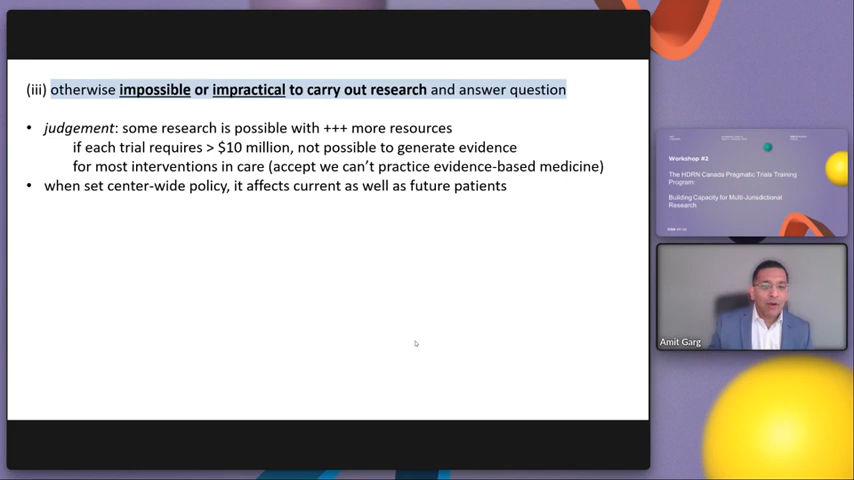 (iii) otherwise impossible or impractical to carry out research and answer question
• judgement: some research is possible with +++ more resources
if each trial requires > $10 million, not possible to generate evidence
for most interventions in care (accept we can't practice evidence-based medicine)
• when set center-wide policy, it affects current as well as future patients
Workshop #2
The HDRN Canada Pragmatic Trials Training
Program:
Building Capacity for Multi-Jurisdictional
Research
Amit Garg